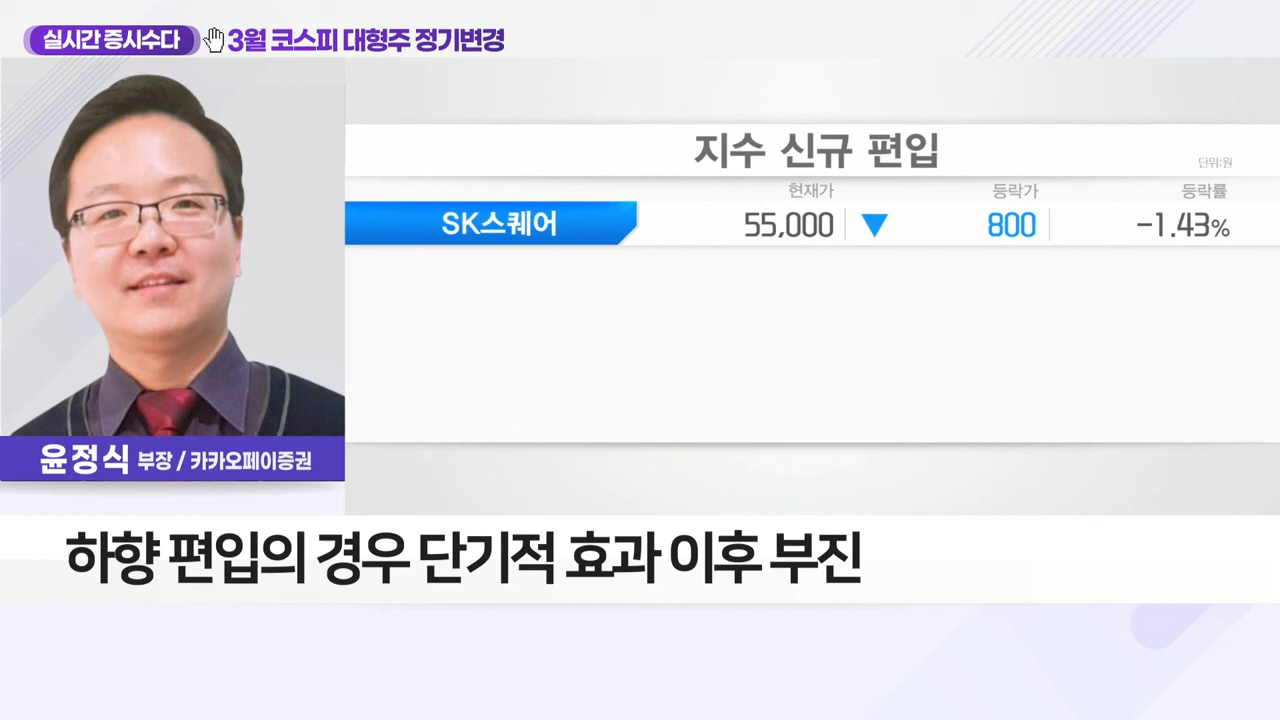 실시간 증시수다
3월 코스피 대형주 정기변경
지수 신규 편입
단위:원
현재가 등락가 등락률
SK스퀘어 55,000 ▼ 800 -1.43%
윤정식 부장 / 카카오페이증권
하향 편입의 경우 단기적 효과 이후 부진